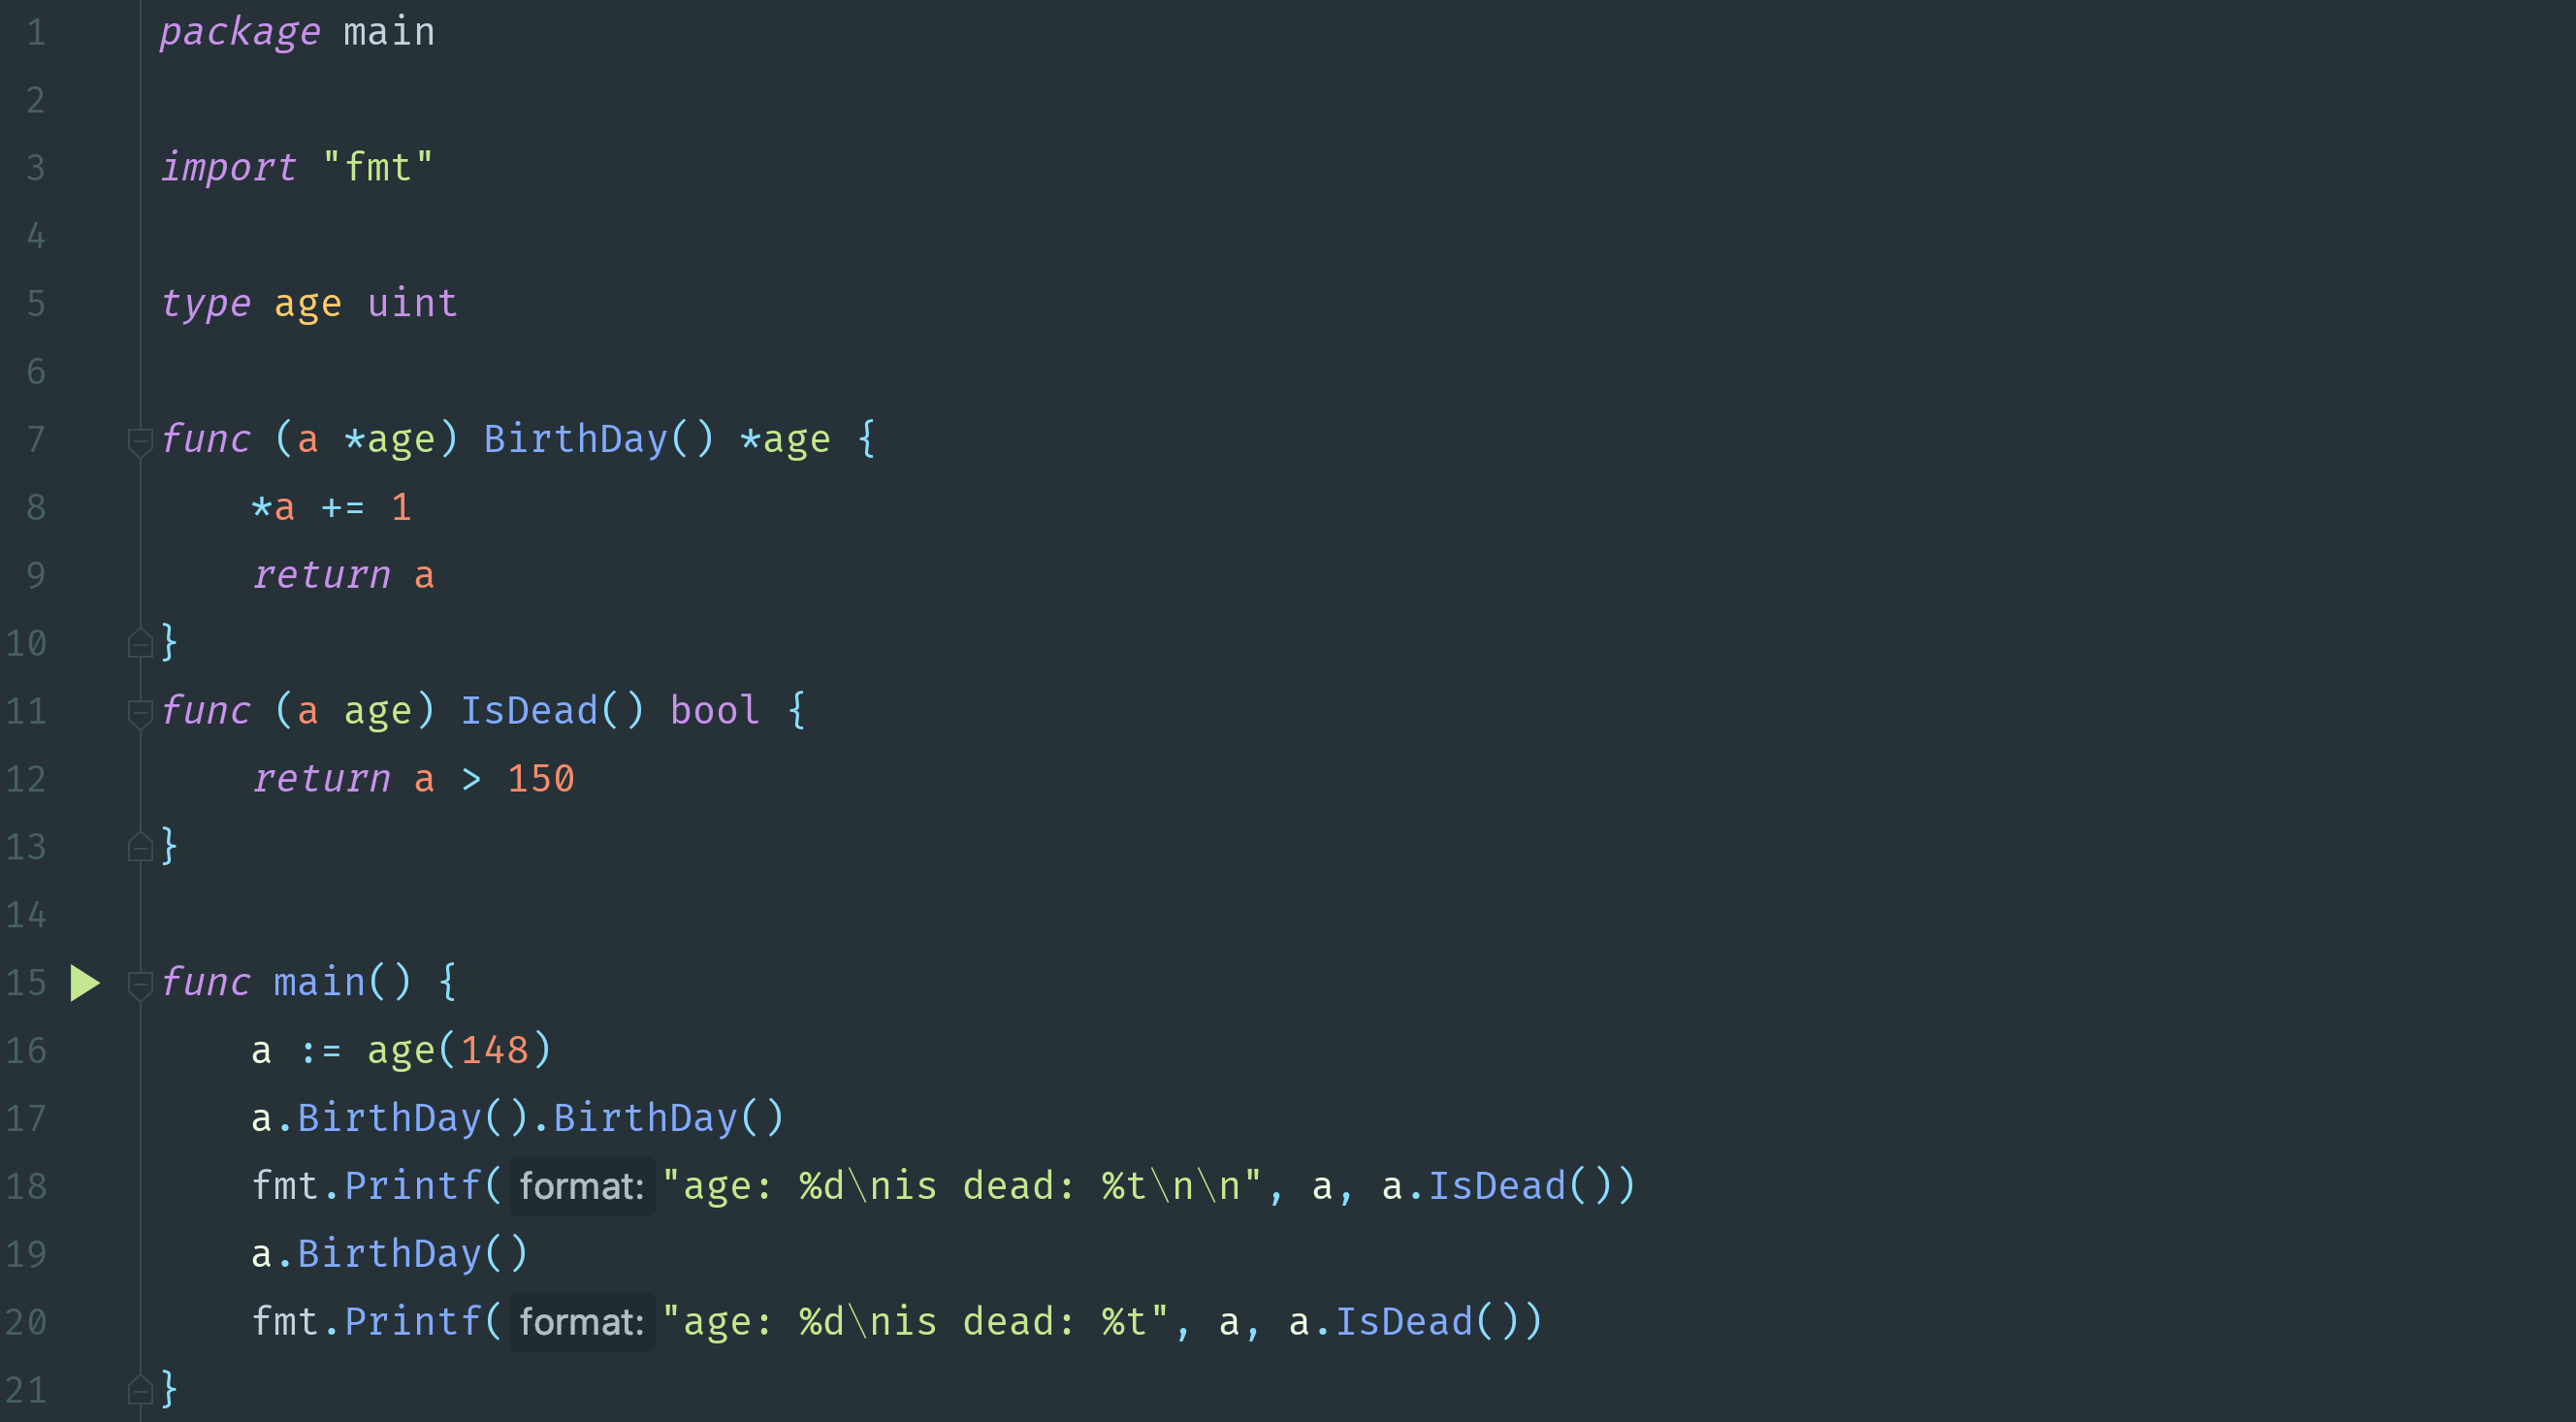 1 package main
2
3 import "fmt"
4
5 type age uint
6
7 func (a *age) BirthDay() *age {
8     *a += 1
9     return a
10 }
11 func (a age) IsDead() bool {
12     return a > 150
13 }
14
15 func main() {
16     a := age(148)
17     a.BirthDay().BirthDay()
18     fmt.Printf( format: "age: %d\nis dead: %t\n\n", a, a.IsDead())
19     a.BirthDay()
20     fmt.Printf( format: "age: %d\nis dead: %t", a, a.IsDead())
21 }